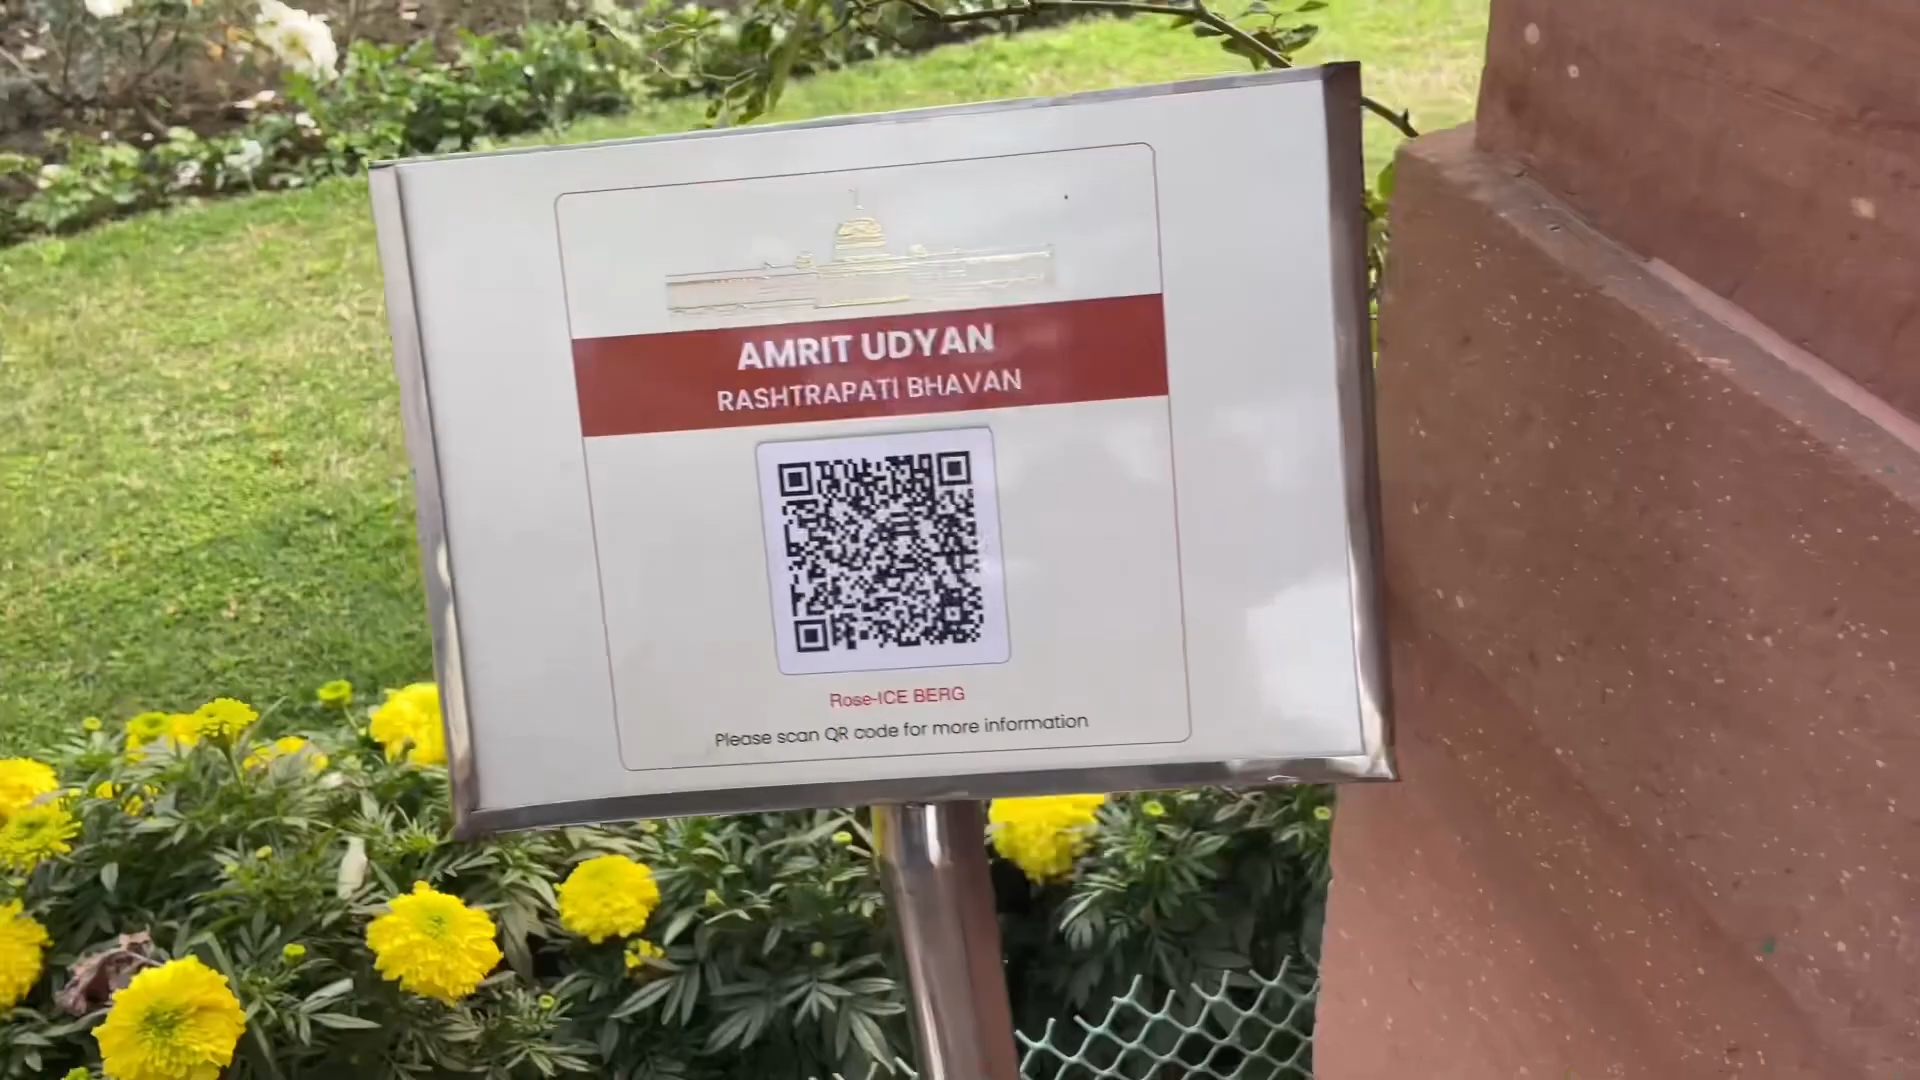 AMRIT UDYAN
RASHTRAPATI BHAVAN
Rose-ICE BERG
Please scan QR code for more information